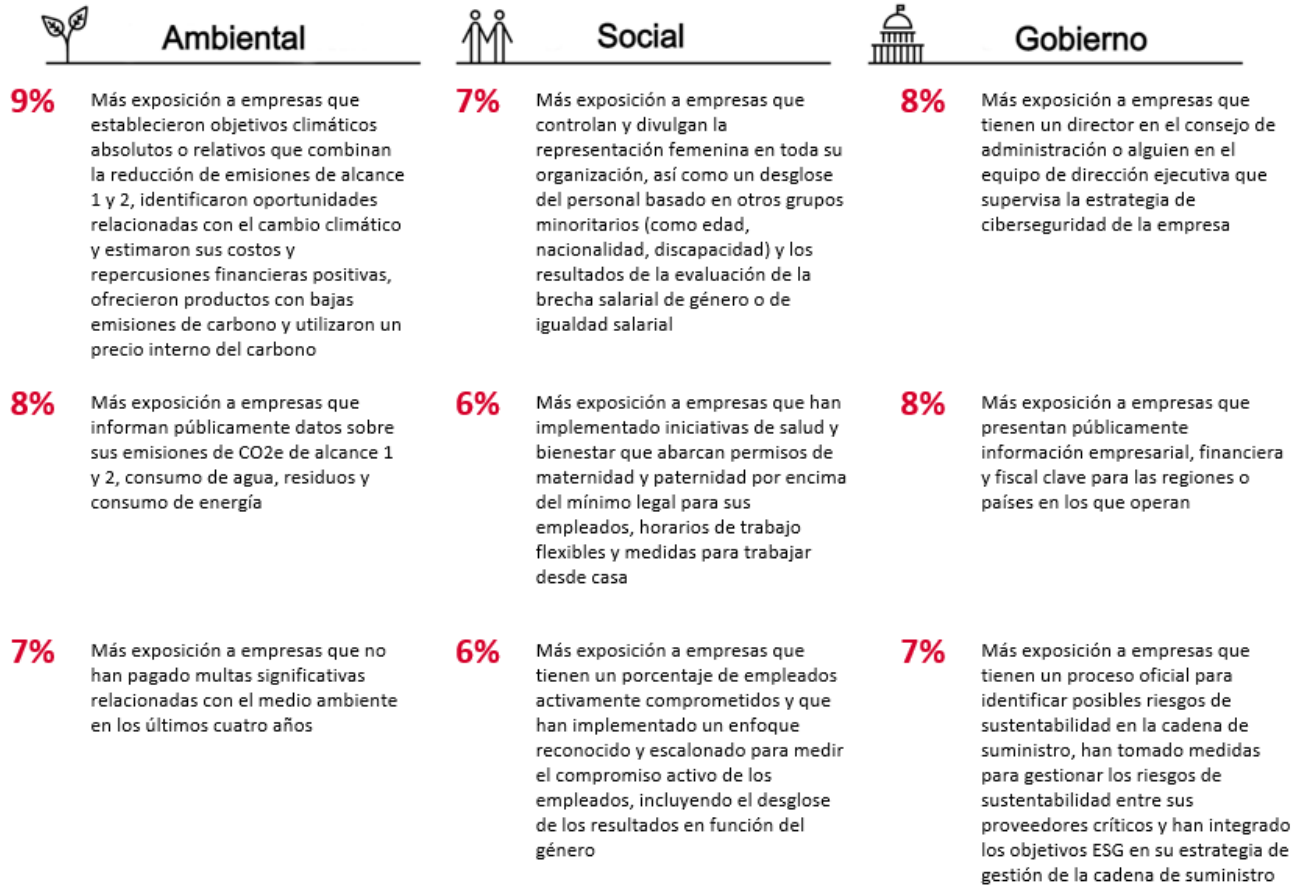 Ambiental
9%
Más exposición a empresas que
establecieron objetivos climáticos
absolutos o relativos que combinan
la reducción de emisiones de alcance
1 y 2, identificaron oportunidades
relacionadas con el cambio climático
y estimaron sus costos y
repercusiones financieras positivas,
ofrecieron productos con bajas
emisiones de carbono y utilizaron un
precio interno del carbono
8%
Más exposición a empresas que
informan públicamente datos sobre
sus emisiones de CO2e de alcance 1
y 2, consumo de agua, residuos y
consumo de energía
7%
Más exposición a empresas que no
han pagado multas significativas
relacionadas con el medio ambiente
en los últimos cuatro años
Social
7%
Más exposición a empresas que
controlan y divulgan la
representación femenina en toda su
organización, así como un desglose
del personal basado en otros grupos
minoritarios (como edad,
nacionalidad, discapacidad) y los
resultados de la evaluación de la
brecha salarial de género o de
igualdad salarial
6%
Más exposición a empresas que han
implementado iniciativas de salud y
bienestar que abarcan permisos de
maternidad y paternidad por encima
del mínimo legal para sus
empleados, horarios de trabajo
flexibles y medidas para trabajar
desde casa
6%
Más exposición a empresas que
tienen un porcentaje de empleados
activamente comprometidos y que
han implementado un enfoque
reconocido y escalonado para medir
el compromiso activo de los
empleados, incluyendo el desglose
de los resultados en función del
género
Gobierno
8%
Más exposición a empresas que
tienen un director en el consejo de
administración o alguien en el
equipo de dirección ejecutiva que
supervisa la estrategia de
ciberseguridad de la empresa
8%
Más exposición a empresas que
presentan públicamente
información empresarial, financiera
y fiscal clave para las regiones o
países en los que operan
7%
Más exposición a empresas que
tienen un proceso oficial para
identificar posibles riesgos de
sustentabilidad en la cadena de
suministro, han tomado medidas
para gestionar los riesgos de
sustentabilidad entre sus
proveedores críticos y han integrado
los objetivos ESG en su estrategia de
gestión de la cadena de suministro